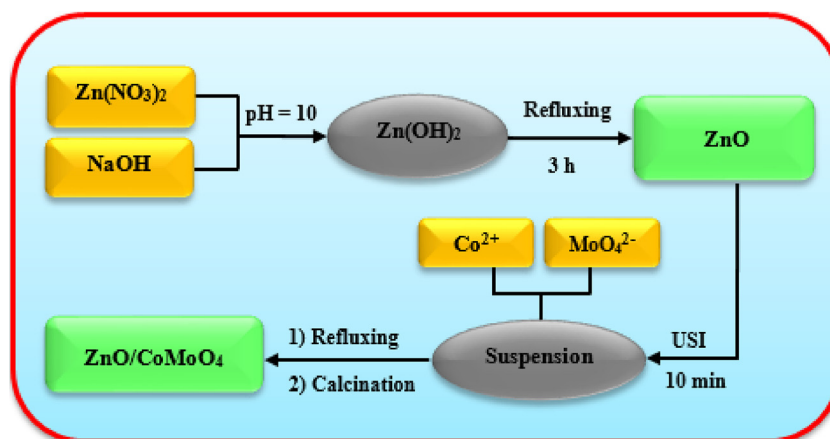 Zn(NO₃)₂
NaOH
pH = 10
Zn(OH)₂
Refluxing
3 h
ZnO
Co²⁺
MoO₄²⁻
USI
10 min
Suspension
1) Refluxing
2) Calcination
ZnO/CoMoO₄